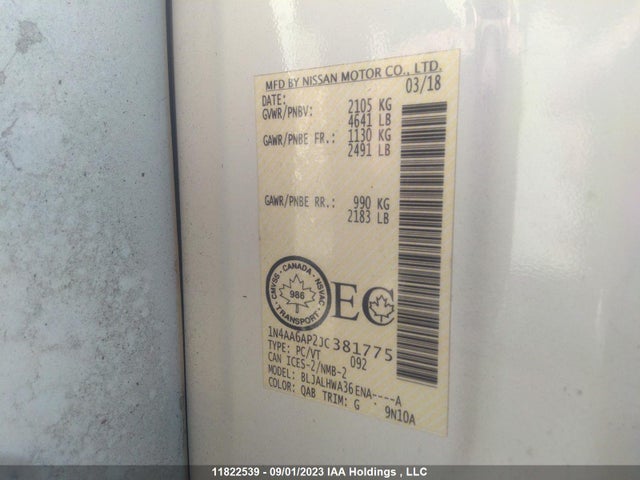 MFD BY NISSAN MOTOR CO., LTD.
DATE: 03/18
GVWR/PNBV: 2105 KG
4641 LB
GAWR/PNBE FR.: 1130 KG
2491 LB
GAWR/PNBE RR.: 990 KG
2183 LB
CMVSS - CANADA - NSVAC
986
TRANSPORT
EC
1N4AA6AP2JC381775
TYPE: PC/VT 092
CAN ICES-2/NMB-2
MODEL: BLJALHWA36ENA----A
COLOR: QAB TRIM: G 9N10A
11822539 - 09/01/2023 IAA Holdings , LLC